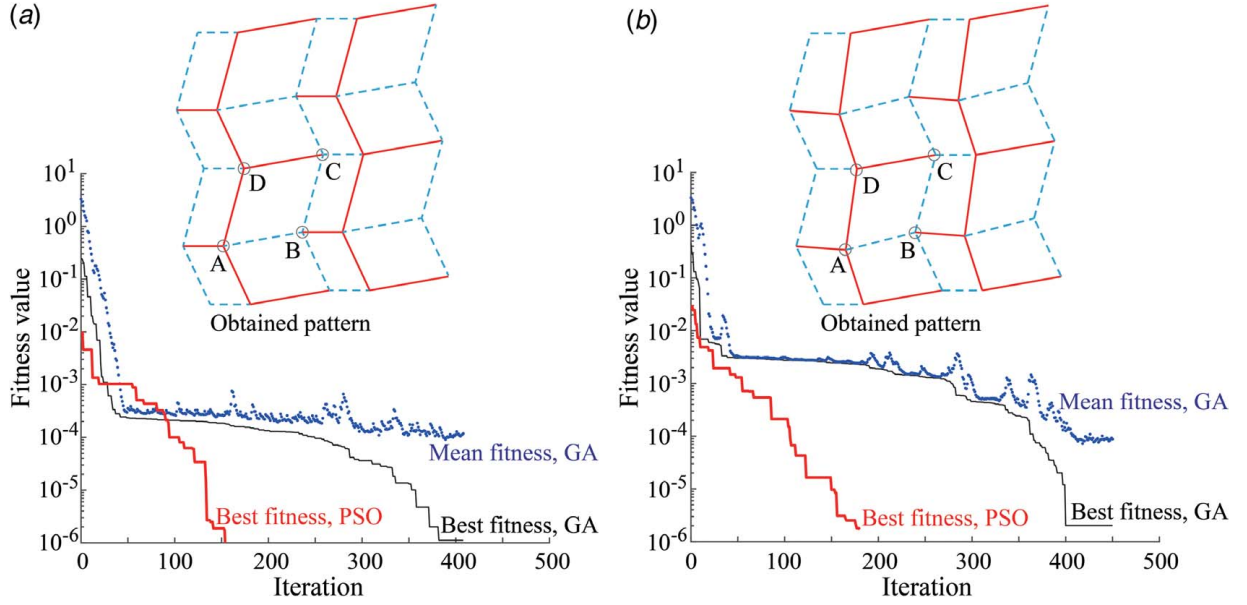 (a)
D
C
A
B
Obtained pattern
10^1
10^0
10^-1
10^-2
10^-3
10^-4
10^-5
10^-6
Fitness value
Mean fitness, GA
Best fitness, PSO
Best fitness, GA
0 100 200 300 400 500
Iteration
(b)
D
C
A
B
Obtained pattern
10^1
10^0
10^-1
10^-2
10^-3
10^-4
10^-5
10^-6
Fitness value
Mean fitness, GA
Best fitness, PSO
Best fitness, GA
0 100 200 300 400 500
Iteration